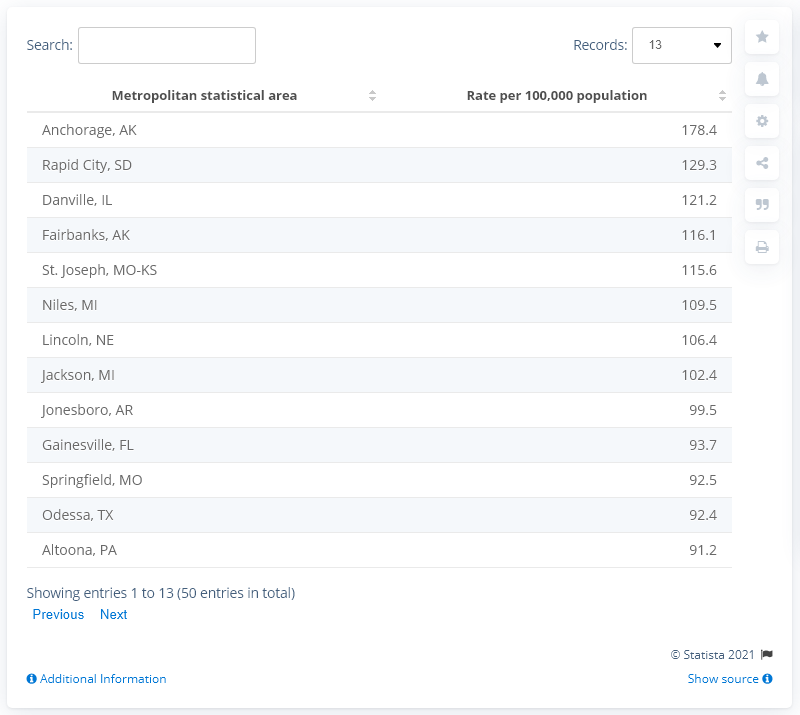 Search:
Records: 13
Metropolitan statistical area Rate per 100,000 population
Anchorage, AK 178.4
Rapid City, SD 129.3
Danville, IL 121.2
Fairbanks, AK 116.1
St. Joseph, MO-KS 115.6
Niles, MI 109.5
Lincoln, NE 106.4
Jackson, MI 102.4
Jonesboro, AR 99.5
Gainesville, FL 93.7
Springfield, MO 92.5
Odessa, TX 92.4
Altoona, PA 91.2
Showing entries 1 to 13 (50 entries in total)
Previous Next
© Statista 2021
Additional Information Show source